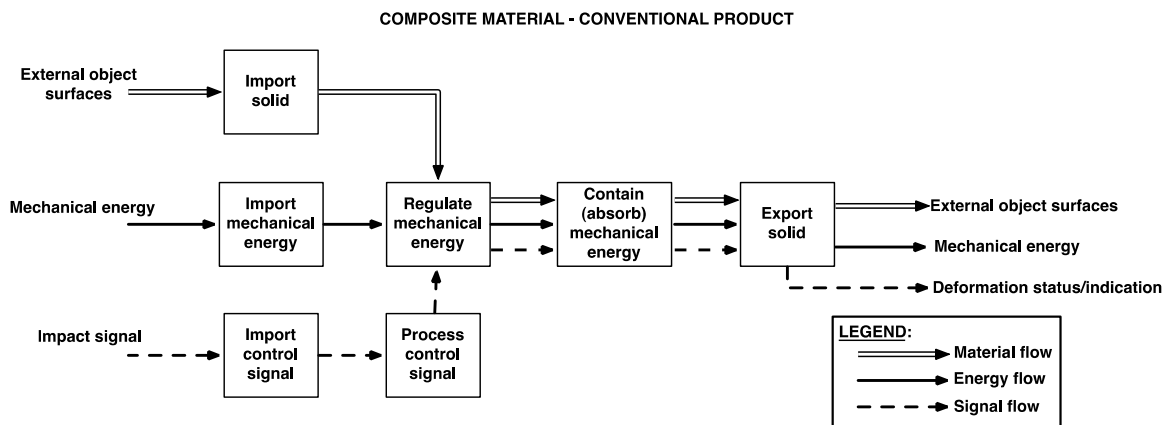 COMPOSITE MATERIAL - CONVENTIONAL PRODUCT
External object
surfaces
Import
solid
Mechanical energy
Import
mechanical
energy
Regulate
mechanical
energy
Contain
(absorb)
mechanical
energy
Export
solid
External object surfaces
Mechanical energy
Deformation status/indication
Impact signal
Import
control
signal
Process
control
signal
LEGEND:
Material flow
Energy flow
Signal flow